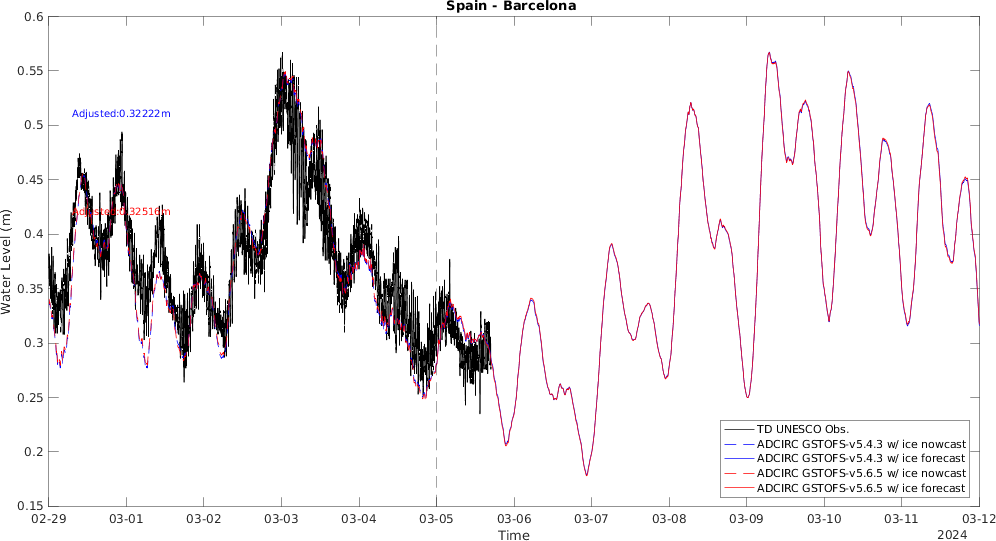 Spain - Barcelona
0.6
0.55
0.5
0.45
0.4
0.35
0.3
0.25
0.2
0.15
Water Level (m)
Adjusted:0.32222m
Adjusted:0.32516m
TD UNESCO Obs.
ADCIRC GSTOFS-v5.4.3 w/ ice nowcast
ADCIRC GSTOFS-v5.4.3 w/ ice forecast
ADCIRC GSTOFS-v5.6.5 w/ ice nowcast
ADCIRC GSTOFS-v5.6.5 w/ ice forecast
02-29 03-01 03-02 03-03 03-04 03-05 03-06 03-07 03-08 03-09 03-10 03-11 03-12
Time
2024